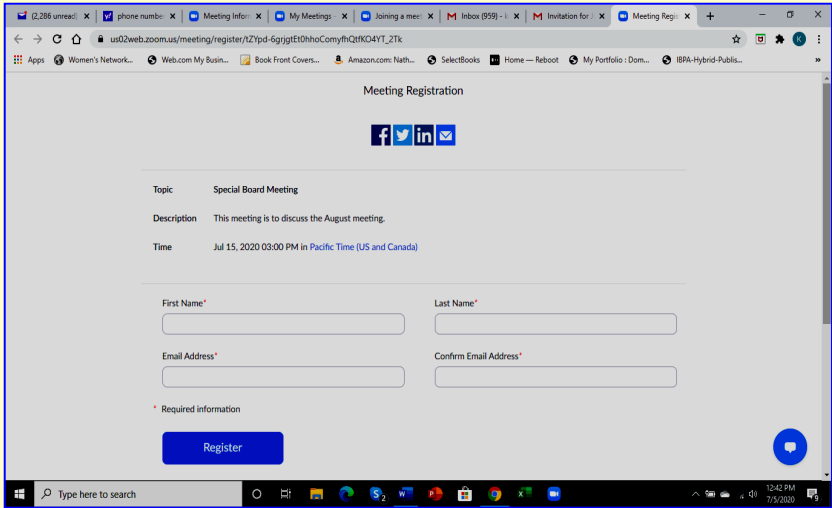 (2,286 unread)
phone number
Meeting Inform
My Meetings -
Joining a meet
Inbox (959) -
Invitation for
Meeting Regis
us02web.zoom.us/meeting/register/tZYpd-6grjgtEt0hhoComyfhQtfKO4YT_2Tk
K
Apps
Women's Network...
Web.com My Busin...
Book Front Covers...
Amazon.com: Nath...
SelectBooks
Home — Reboot
My Portfolio : Dom...
IBPA-Hybrid-Publis...
»
Meeting Registration
Topic Special Board Meeting
Description This meeting is to discuss the August meeting.
Time Jul 15, 2020 03:00 PM in Pacific Time (US and Canada)
First Name* Last Name*
Email Address* Confirm Email Address*
* Required information
Register
Type here to search
12:42 PM
7/5/2020